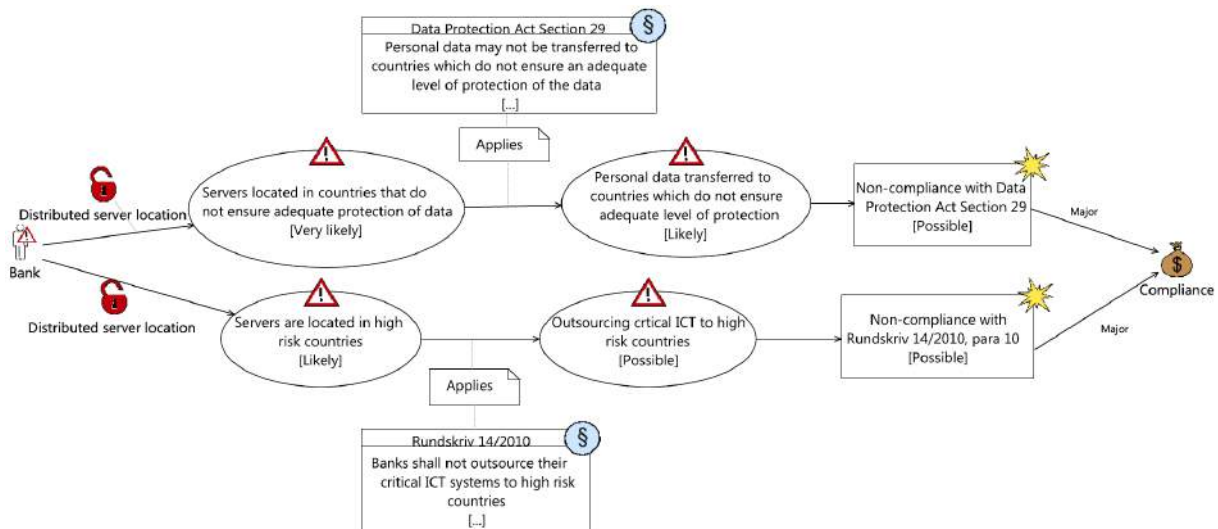 Data Protection Act Section 29
§
Personal data may not be transferred to
countries which do not ensure an adequate
level of protection of the data
[...]
Applies
Servers located in countries that do
not ensure adequate protection of data
[Very likely]
Personal data transferred to
countries which do not ensure
adequate level of protection
[Likely]
Non-compliance with Data
Protection Act Section 29
[Possible]
Distributed server location
Major
Bank
$
Compliance
Distributed server location
Servers are located in high
risk countries
[Likely]
Outsourcing crtical ICT to high
risk countries
[Possible]
Non-compliance with
Rundskriv 14/2010, para 10
[Possible]
Major
Applies
Rundskriv 14/2010
§
Banks shall not outsource their
critical ICT systems to high risk
countries
[...]